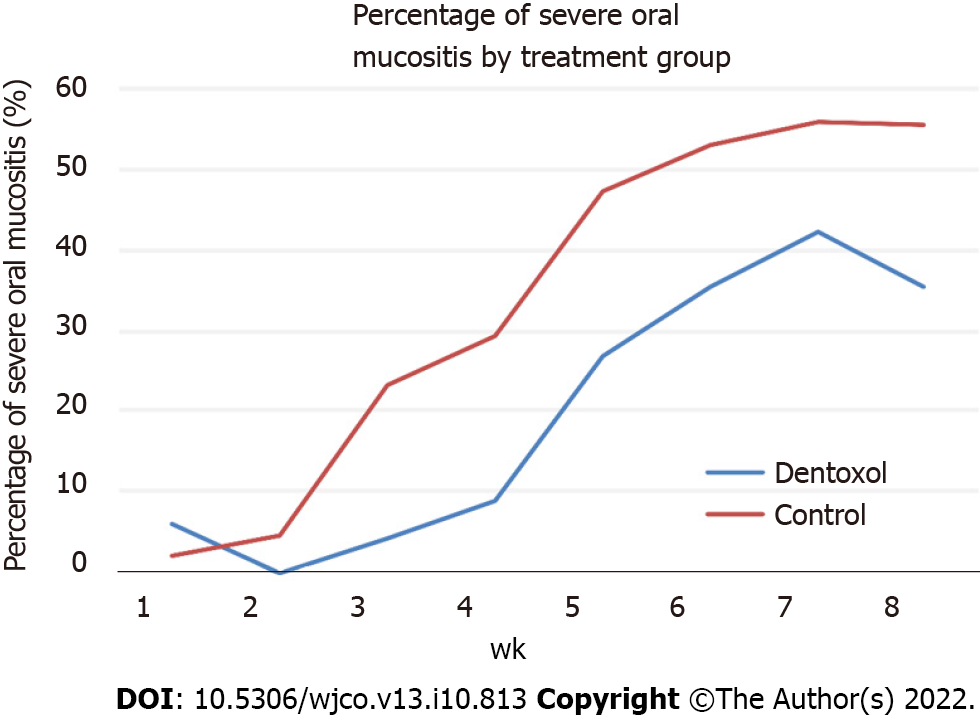 Percentage of severe oral
mucositis by treatment group
Percentage of severe oral mucositis (%)
60
50
40
30
20
10
0
Dentoxol
Control
1 2 3 4 5 6 7 8
wk
DOI: 10.5306/wjco.v13.i10.813 Copyright ©The Author(s) 2022.